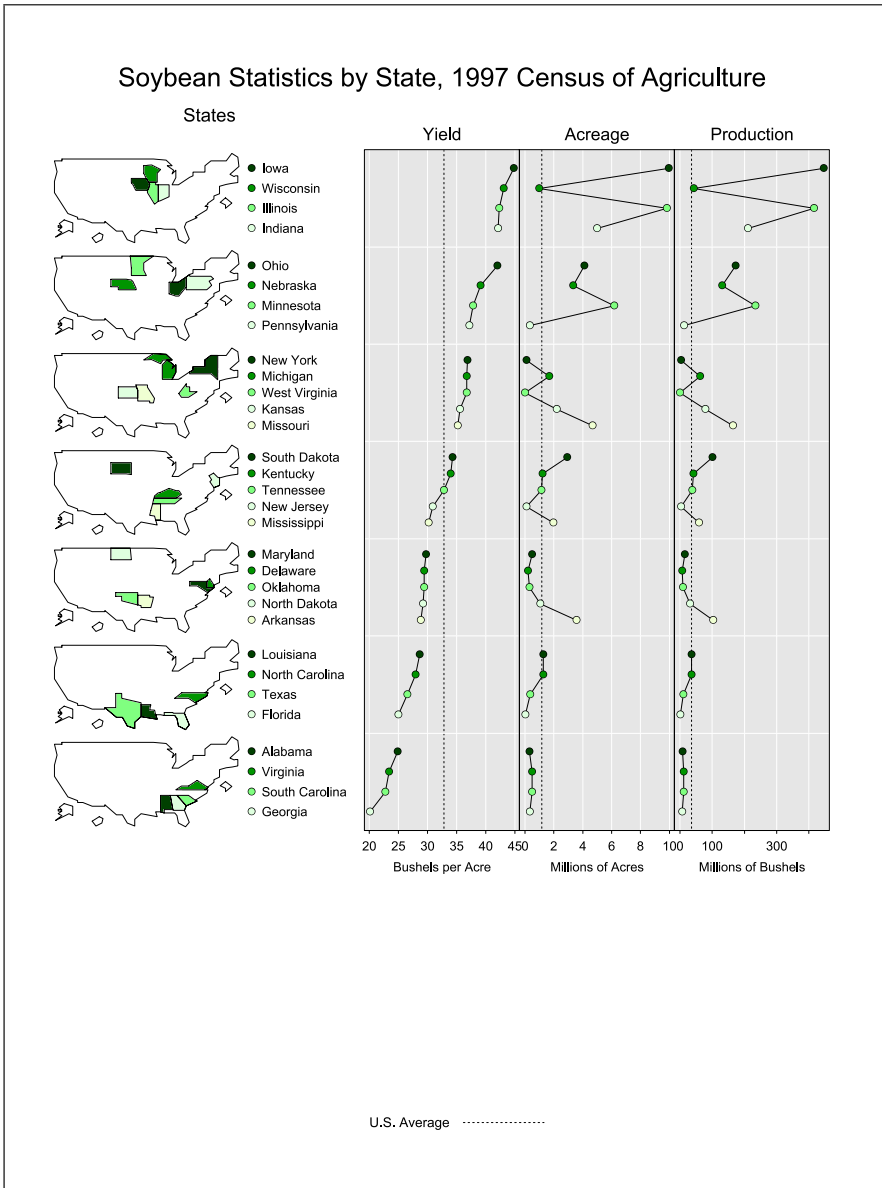 Soybean Statistics by State, 1997 Census of Agriculture
States
Yield
Acreage
Production
Iowa
Wisconsin
Illinois
Indiana
Ohio
Nebraska
Minnesota
Pennsylvania
New York
Michigan
West Virginia
Kansas
Missouri
South Dakota
Kentucky
Tennessee
New Jersey
Mississippi
Maryland
Delaware
Oklahoma
North Dakota
Arkansas
Louisiana
North Carolina
Texas
Florida
Alabama
Virginia
South Carolina
Georgia
20 25 30 35 40 45
0 2 4 6 8 10
0 100 300
Bushels per Acre
Millions of Acres
Millions of Bushels
U.S. Average